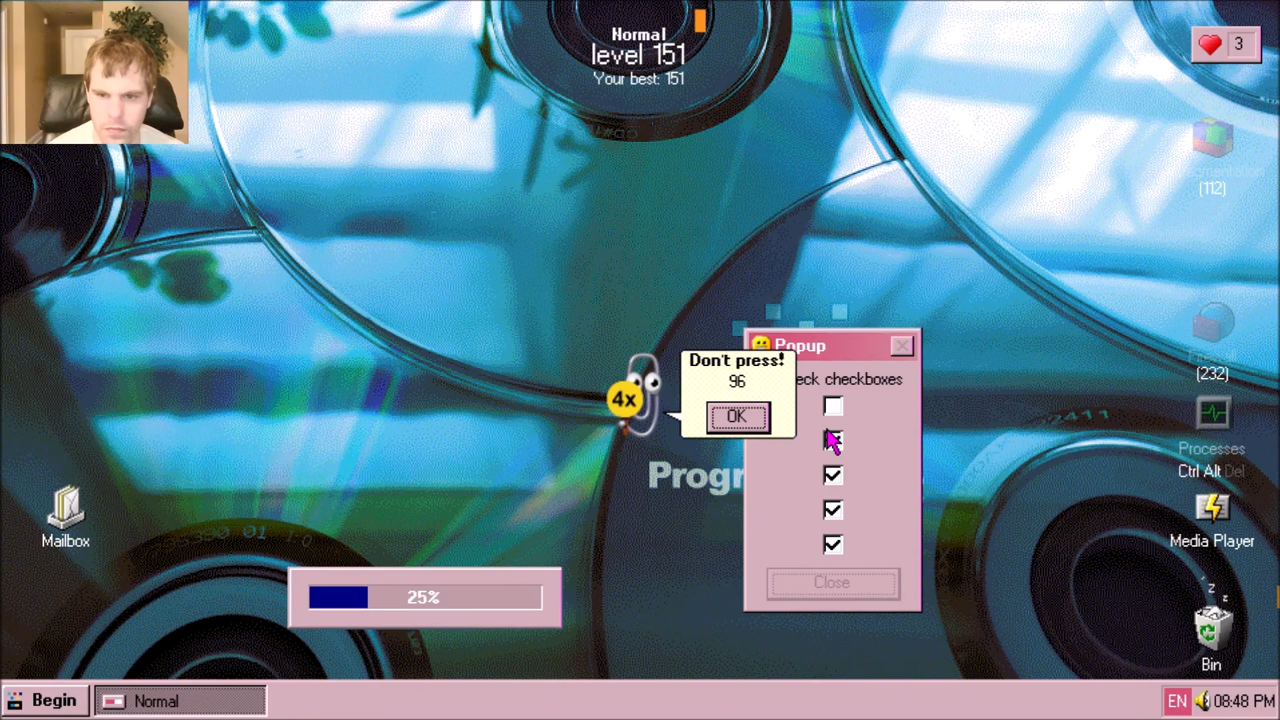 Normal
level 151
Your best: 151
3
(112)
(232)
Processes
Ctrl Alt Del
Media Player
z
z
Bin
Mailbox
Popup
eck checkboxes
Don't press!
96
OK
4x
Progr
Close
25%
Begin
Normal
EN
08:48 PM